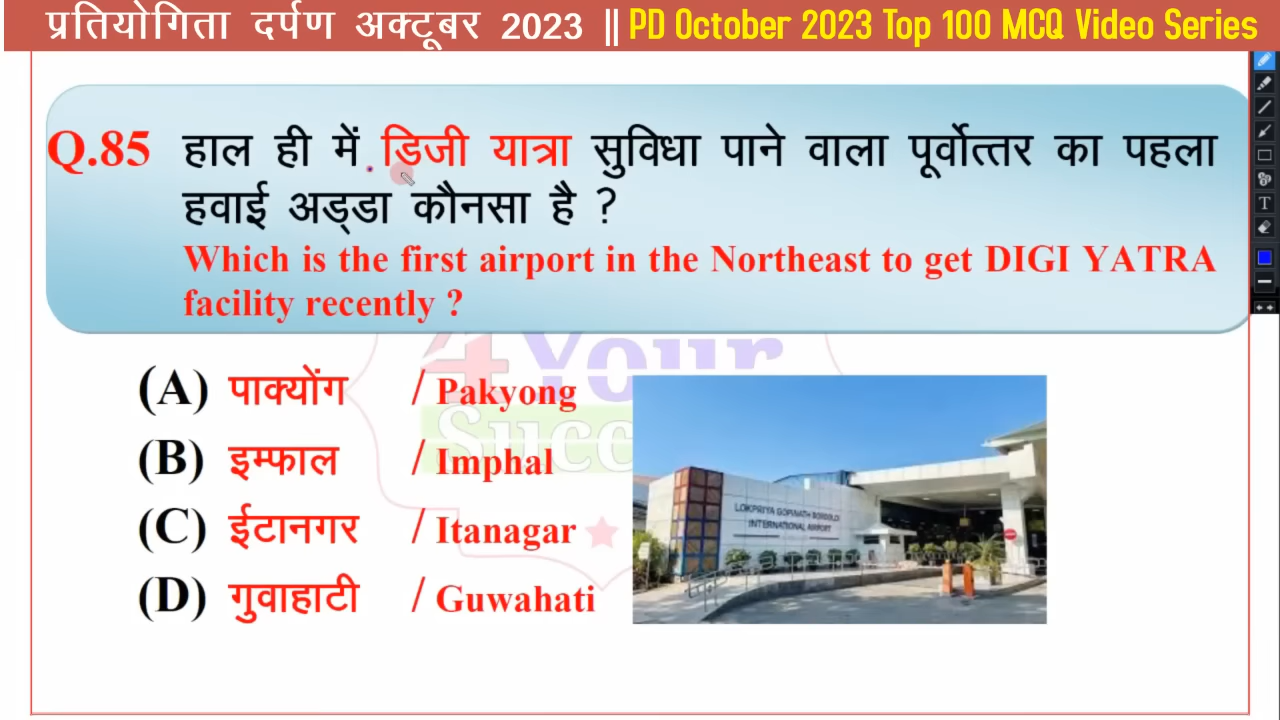 प्रतियोगिता दर्पण अक्टूबर 2023 || PD October 2023 Top 100 MCQ Video Series
Q.85 हाल ही में डिजी यात्रा सुविधा पाने वाला पूर्वोत्तर का पहला
हवाई अड्डा कौनसा है ?
Which is the first airport in the Northeast to get DIGI YATRA
facility recently ?
4Your
Succ
(A) पाक्योंग / Pakyong
(B) इम्फाल / Imphal
(C) ईटानगर / Itanagar
(D) गुवाहाटी / Guwahati
LOKPRIYA GOPINATH BORDOLOI
INTERNATIONAL AIRPORT
T